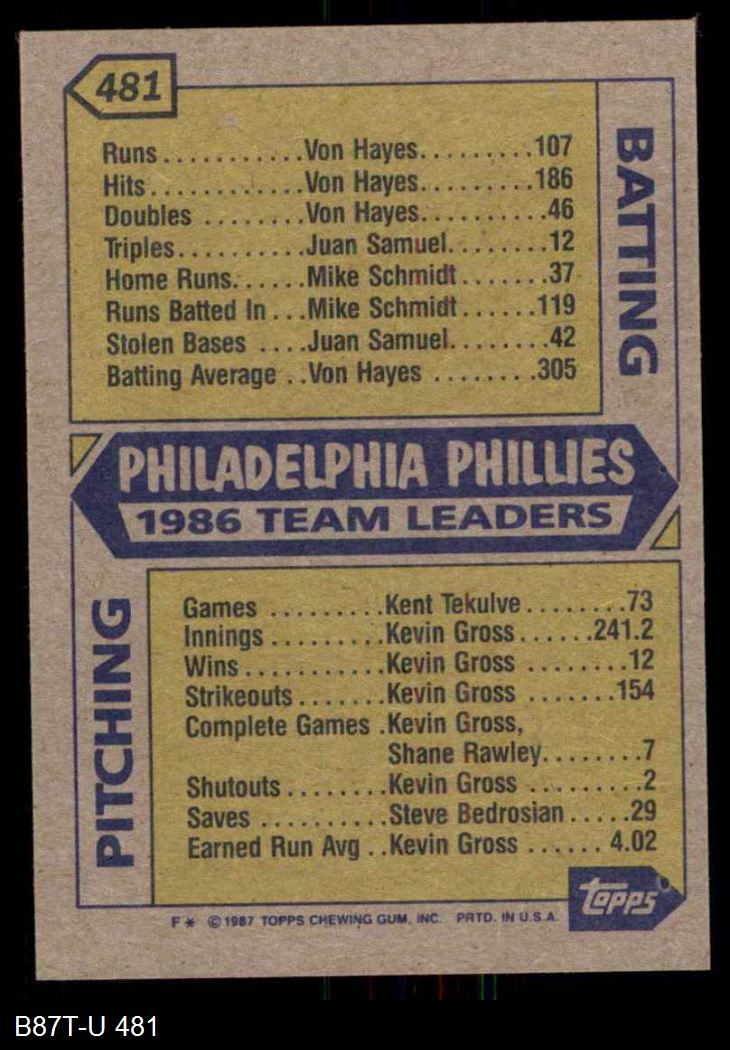 481
BATTING
Runs...........Von Hayes.........107
Hits............Von Hayes.........186
Doubles ........Von Hayes..........46
Triples..........Juan Samuel........12
Home Runs......Mike Schmidt.......37
Runs Batted In...Mike Schmidt......119
Stolen Bases ....Juan Samuel........42
Batting Average ..Von Hayes ........305
PHILADELPHIA PHILLIES
1986 TEAM LEADERS
PITCHING
Games .........Kent Tekulve........73
Innings .........Kevin Gross......241.2
Wins...........Kevin Gross ........12
Strikeouts.......Kevin Gross .......154
Complete Games .Kevin Gross,
Shane Rawley........7
Shutouts........Kevin Gross .........2
Saves ..........Steve Bedrosian.....29
Earned Run Avg ..Kevin Gross ......4.02
topps
F* ©1987 TOPPS CHEWING GUM, INC. PRTD. IN U.S.A.
B87T-U 481